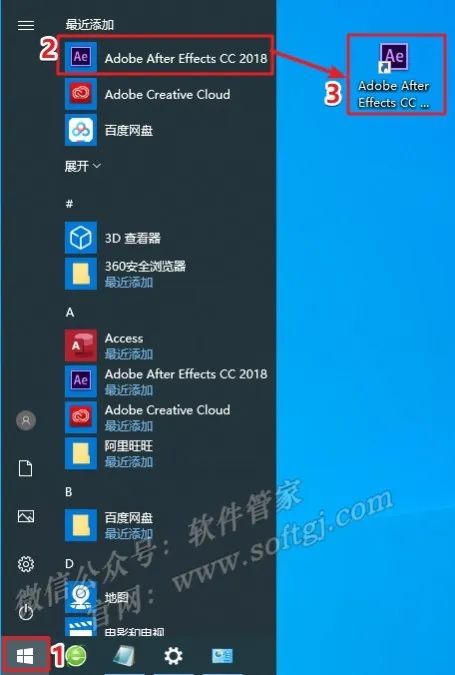 最近添加
2
Ae
Adobe After Effects CC 2018
Ae
3
Adobe After
Effects CC ...
Adobe Creative Cloud
百度网盘
展开
#
3D 查看器
360安全浏览器
最近添加
A
A
Access
最近添加
Ae
Adobe After Effects CC 2018
Adobe Creative Cloud
最近添加
阿里旺旺
最近添加
B
百度网盘
最近添加
D
地图
电影和电视
微信公众号：软件管家
官网：www.softgj.com
1